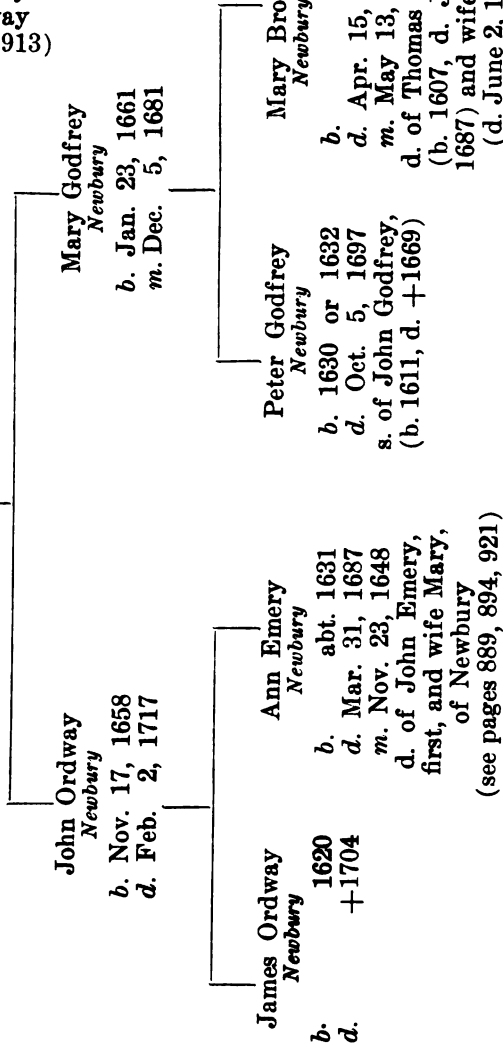 way
913)
John Ordway
Newbury
b. Nov. 17, 1658
d. Feb. 2, 1717
Mary Godfrey
Newbury
b. Jan. 23, 1661
m. Dec. 5, 1681
James Ordway
Newbury
b. 1620
d. +1704
Ann Emery
Newbury
b. abt. 1631
d. Mar. 31, 1687
m. Nov. 23, 1648
d. of John Emery,
first, and wife Mary,
of Newbury
(see pages 889, 894, 921)
Peter Godfrey
Newbury
b. 1630 or 1632
d. Oct. 5, 1697
s. of John Godfrey,
(b. 1611, d. +1669)
Mary Bro
Newbury
b.
d. Apr. 15,
m. May 13,
d. of Thomas
(b. 1607, d.
1687) and wife
(d. June 2, 1